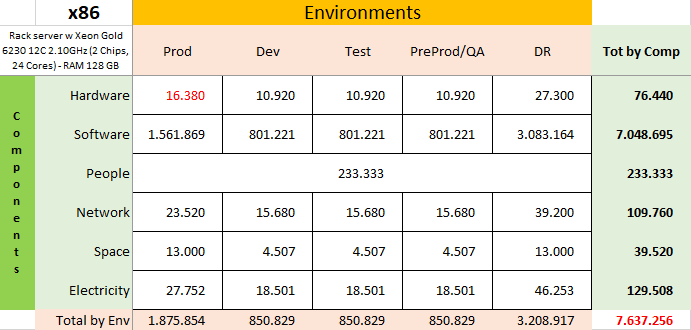 x86
Environments
Rack server w Xeon Gold
6230 12C 2.10GHz (2 Chips,
24 Cores) - RAM 128 GB
Prod Dev Test PreProd/QA DR Tot by Comp
Components
Hardware 16.380 10.920 10.920 10.920 27.300 76.440
Software 1.561.869 801.221 801.221 801.221 3.083.164 7.048.695
People 233.333 233.333
Network 23.520 15.680 15.680 15.680 39.200 109.760
Space 13.000 4.507 4.507 4.507 13.000 39.520
Electricity 27.752 18.501 18.501 18.501 46.253 129.508
Total by Env 1.875.854 850.829 850.829 850.829 3.208.917 7.637.256